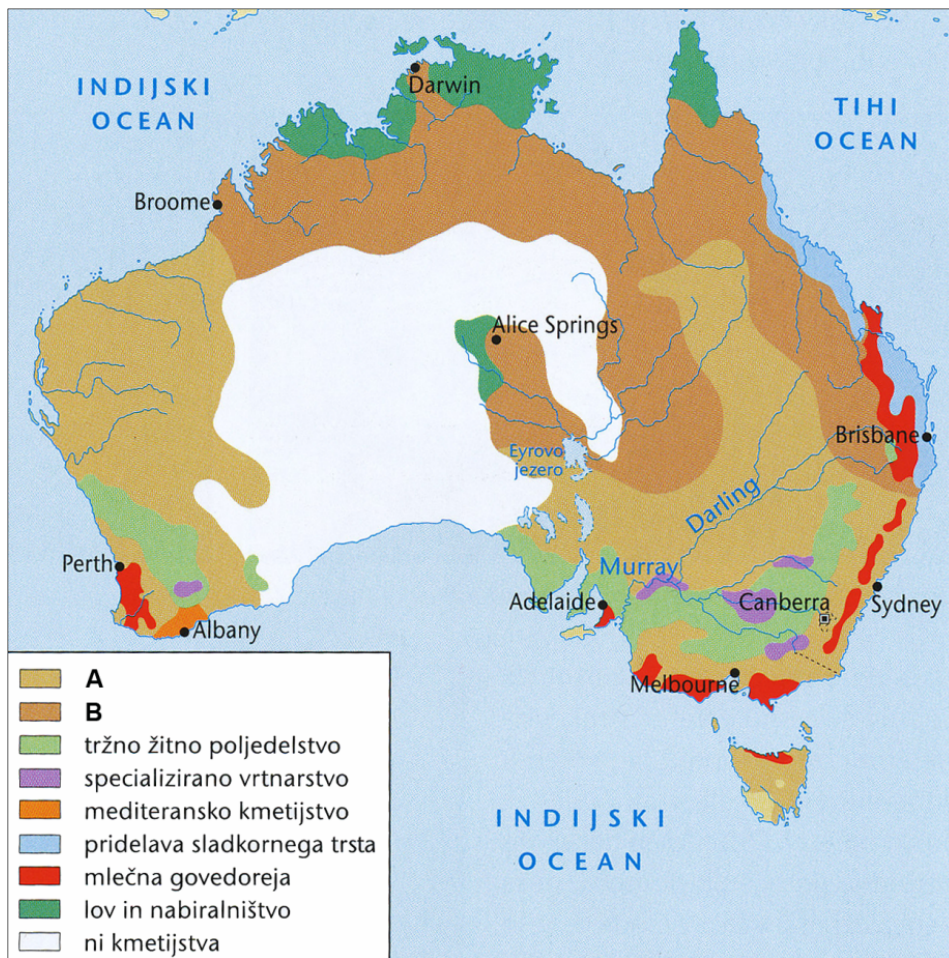 INDIJSKI
OCEAN
Darwin
TIHI
OCEAN
Broome
Alice Springs
Eyrovo
jezero
Brisbane
Darling
Perth
Murray
Adelaide
Canberra
Sydney
Albany
Melbourne
A
B
tržno žitno poljedelstvo
specializirano vrtnarstvo
mediteransko kmetijstvo
pridelava sladkornega trsta
mlečna govedoreja
lov in nabiralništvo
ni kmetijstva
INDIJSKI
OCEAN